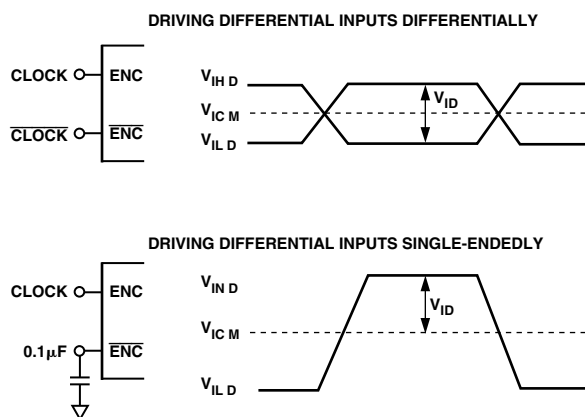 DRIVING DIFFERENTIAL INPUTS DIFFERENTIALLY
CLOCK ENC
CLOCK ENC
V_IH D
V_IC M
V_IL D
V_ID
DRIVING DIFFERENTIAL INPUTS SINGLE-ENDEDLY
CLOCK ENC
0.1μF ENC
V_IN D
V_IC M
V_IL D
V_ID